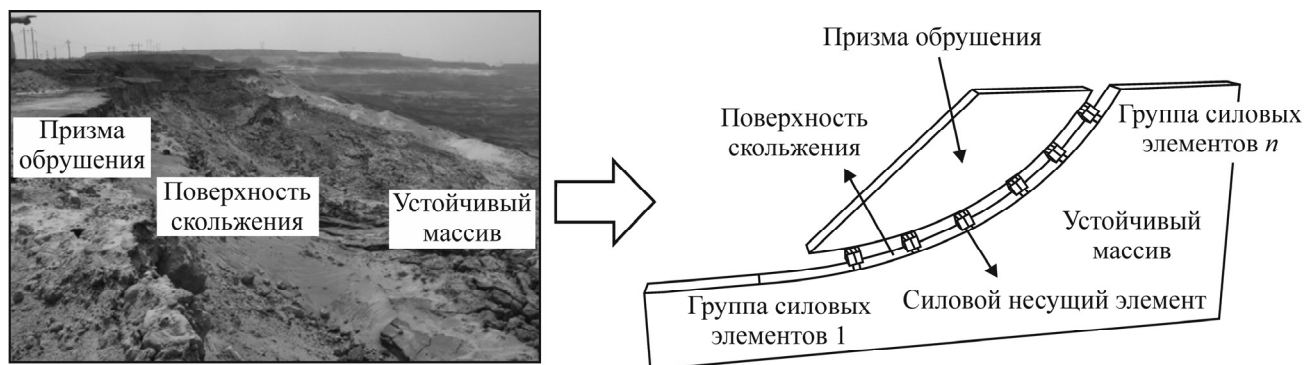 Призма
обрушения
Поверхность
скольжения
Устойчивый
массив
Призма обрушения
Поверхность
скольжения
Группа силовых
элементов n
Устойчивый
массив
Группа силовых
элементов 1
Силовой несущий элемент